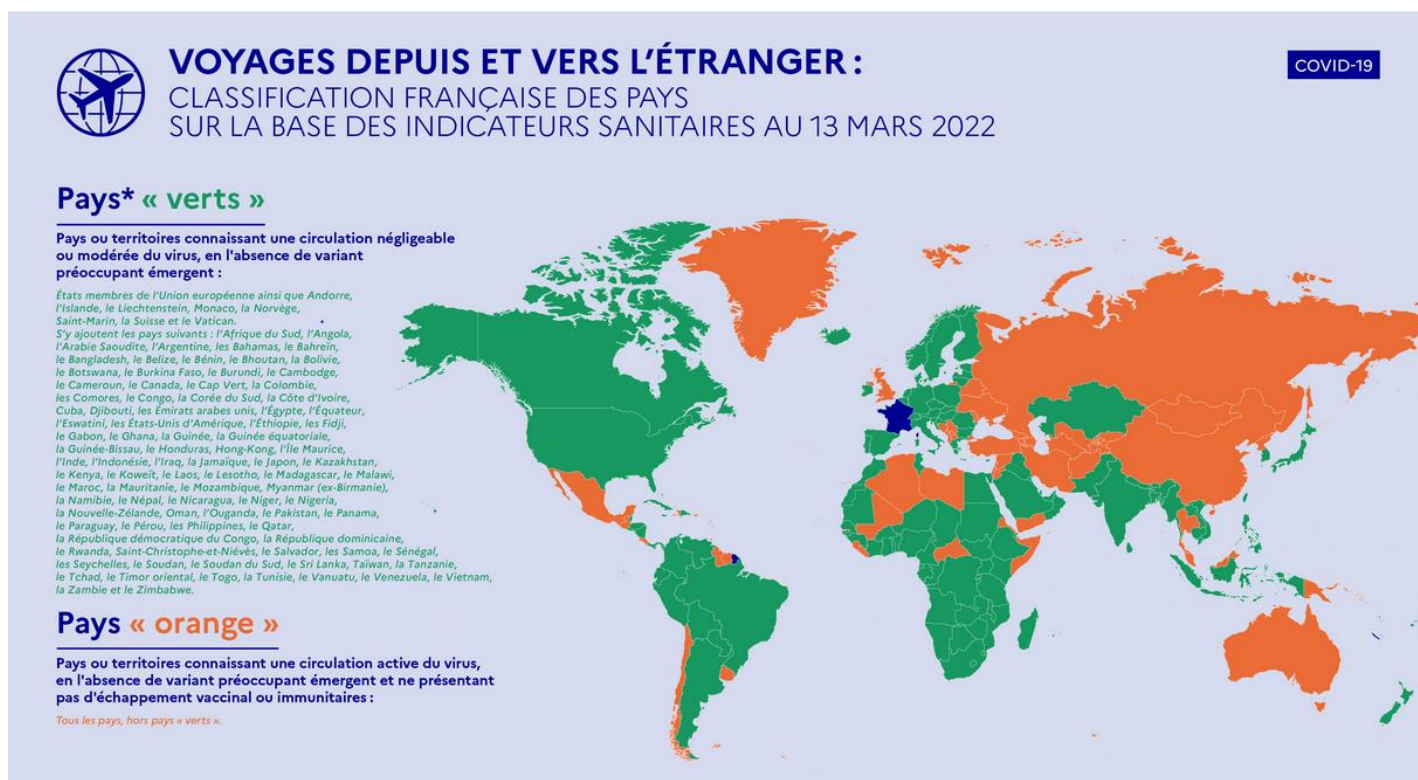 VOYAGES DEPUIS ET VERS L'ÉTRANGER :
CLASSIFICATION FRANÇAISE DES PAYS
SUR LA BASE DES INDICATEURS SANITAIRES AU 13 MARS 2022
COVID-19
Pays* « verts »
Pays ou territoires connaissant une circulation négligeable
ou modérée du virus, en l'absence de variant
préoccupant émergent :
États membres de l'Union européenne ainsi que Andorre,
l'Islande, le Liechtenstein, Monaco, la Norvège,
Saint-Marin, la Suisse et le Vatican.
S'y ajoutent les pays suivants : l'Afrique du Sud, l'Angola,
l'Arabie Saoudite, l'Argentine, les Bahamas, le Bahreïn,
le Bangladesh, le Belize, le Bénin, le Bhoutan, la Bolivie,
le Botswana, le Burkina Faso, le Burundi, le Cambodge,
le Cameroun, le Canada, le Cap Vert, la Colombie,
les Comores, le Congo, la Corée du Sud, la Côte d'Ivoire,
Cuba, Djibouti, les Émirats arabes unis, l'Égypte, l'Équateur,
l'Eswatini, les États-Unis d'Amérique, l'Éthiopie, les Fidji,
le Gabon, le Ghana, la Guinée, la Guinée équatoriale,
la Guinée-Bissau, le Honduras, Hong-Kong, l'Île Maurice,
l'Inde, l'Indonésie, l'Iraq, la Jamaïque, le Japon, le Kazakhstan,
le Kenya, le Koweït, le Laos, le Lesotho, le Madagascar, le Malawi,
le Maroc, la Mauritanie, le Mozambique, Myanmar (ex-Birmanie),
la Namibie, le Népal, le Nicaragua, le Niger, le Nigeria,
la Nouvelle-Zélande, Oman, l'Ouganda, le Pakistan, le Panama,
le Paraguay, le Pérou, les Philippines, le Qatar,
la République démocratique du Congo, la République dominicaine,
le Rwanda, Saint-Christophe-et-Niévès, le Salvador, les Samoa, le Sénégal,
les Seychelles, le Soudan, le Soudan du Sud, le Sri Lanka, Taïwan, la Tanzanie,
le Tchad, le Timor oriental, le Togo, la Tunisie, le Vanuatu, le Venezuela, le Vietnam,
la Zambie et le Zimbabwe.
Pays « orange »
Pays ou territoires connaissant une circulation active du virus,
en l'absence de variant préoccupant émergent et ne présentant
pas d'échappement vaccinal ou immunitaires :
Tous les pays, hors pays « verts ».